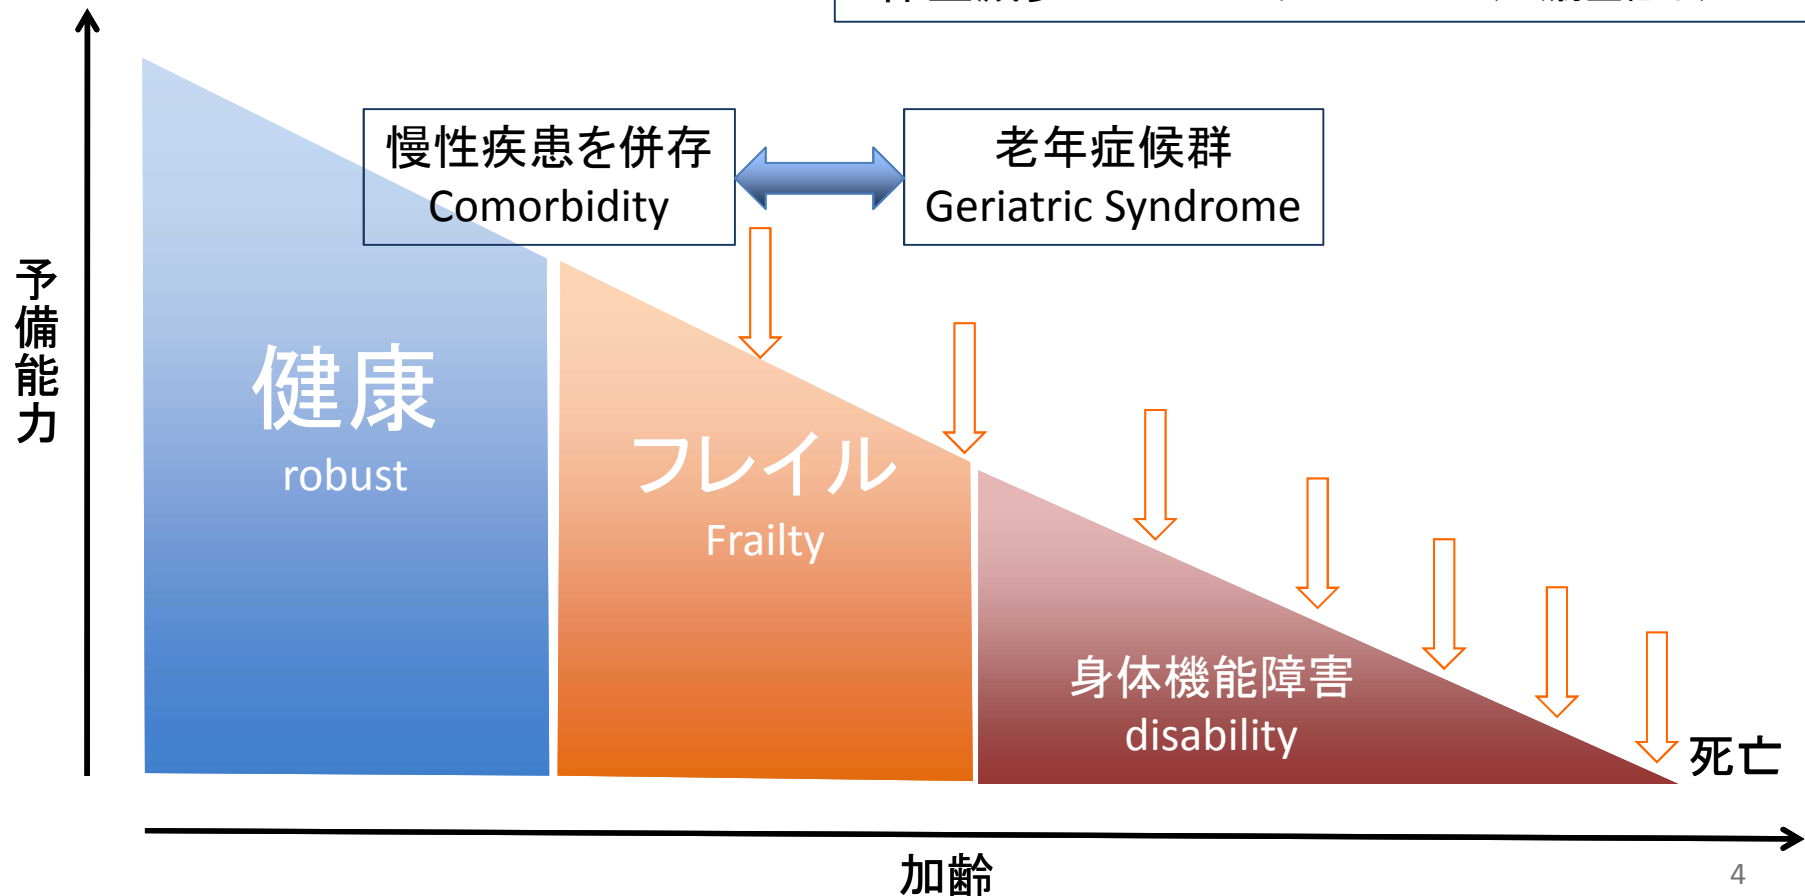 慢性疾患を併存
Comorbidity
老年症候群
Geriatric Syndrome
予備能力
健康
robust
フレイル
Frailty
身体機能障害
disability
死亡
加齢
4